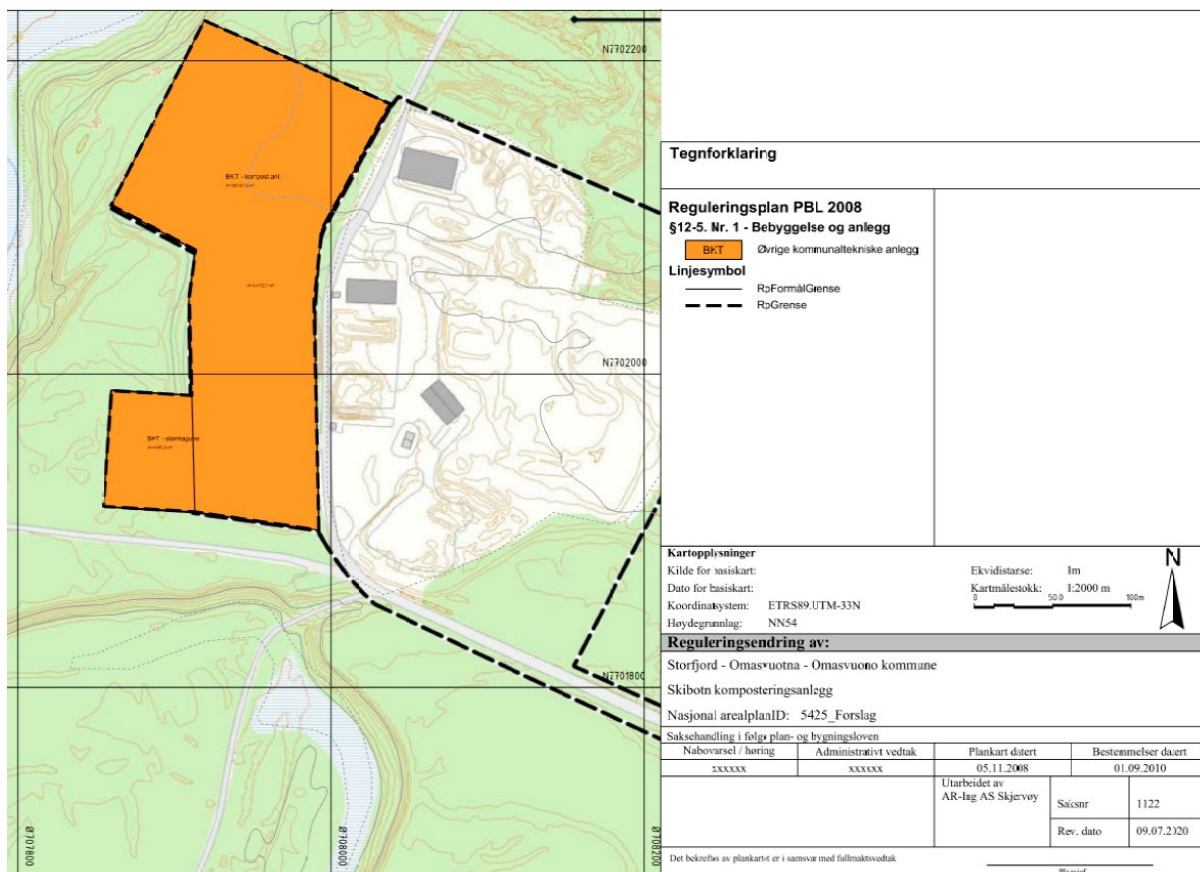 N7702200
BKT - kompost.anl.
N7702000
BKT - slamlagune
N7701800
Ø707800
Ø708000
Ø708200
Tegnforklaring
Reguleringsplan PBL 2008
§12-5. Nr. 1 - Bebyggelse og anlegg
BKT Øvrige kommunaltekniske anlegg
Linjesymbol
RpFormålGrense
RpGrense
Kartopplysninger
Kilde for basiskart: Ekvidistarse: 1m
Dato for basiskart: Kartmålestokk: 1:2000 m
Koordinatsystem: ETRS89.UTM-33N 0 50.0 100m
Høydegrunnlag: NN54
N
Reguleringsendring av:
Storfjord - Omasvuotna - Omasvuono kommune
Skibotn komposteringsanlegg
Nasjonal arealplanID: 5425_Forslag
Saksehandling i følge plan- og bygningsloven
Nabovarsel / høring Administrativt vedtak Plankart datert Bestemmelser datert
xxxxxx xxxxxx 05.11.2008 01.09.2010
Utarbeidet av
AR-Ing AS Skjervøy
Saksnr 1122
Rev. dato 09.07.2020
Det bekreftes av plankartet er i samsvar med fullmaktsvedtak